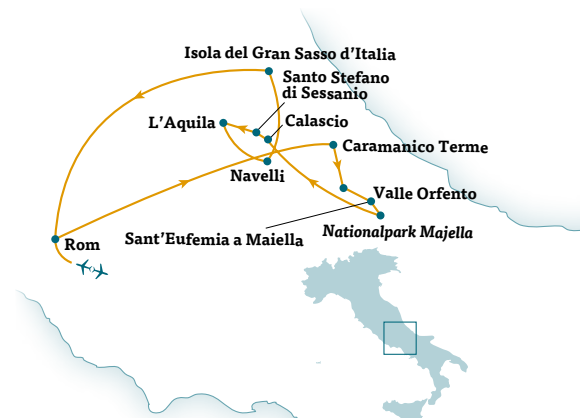 Isola del Gran Sasso d’Italia
Santo Stefano
di Sessanio
L’Aquila
Calascio
Caramanico Terme
Navelli
Valle Orfento
Sant’Eufemia a Maiella
Nationalpark Majella
Rom